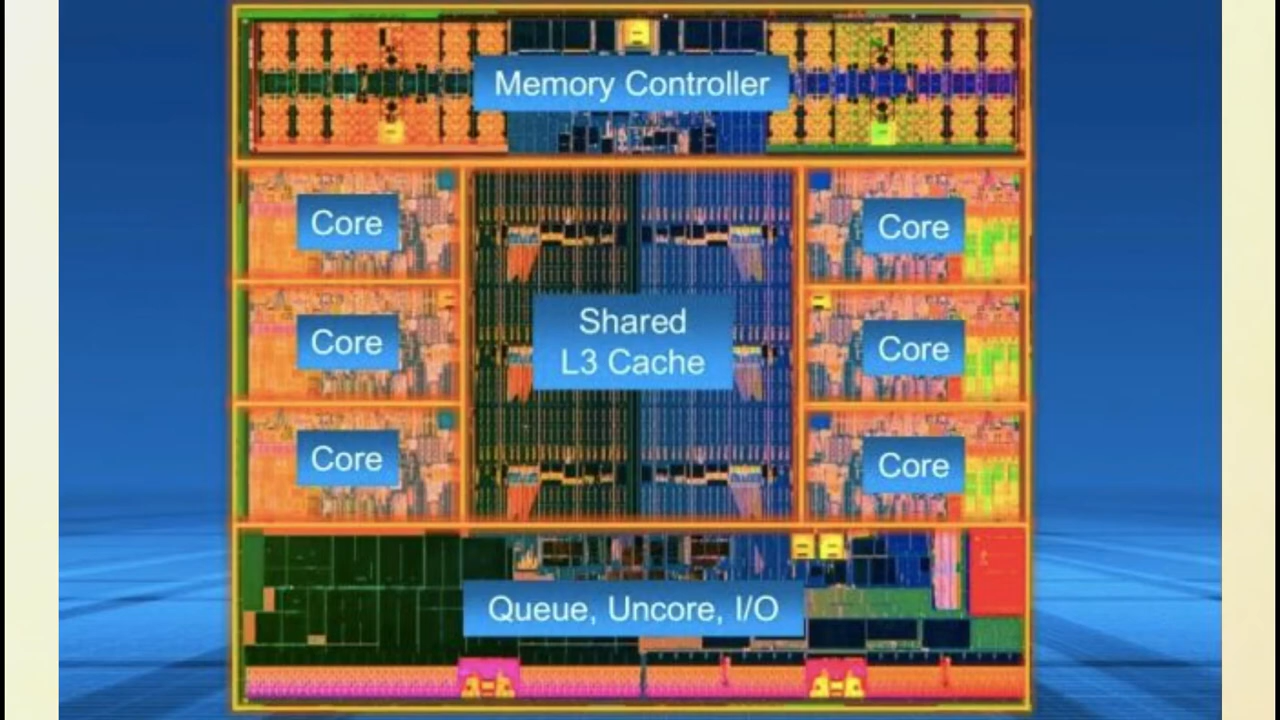 Memory Controller
Core
Core
Shared
L3 Cache
Core
Core
Core
Core
Queue, Uncore, I/O